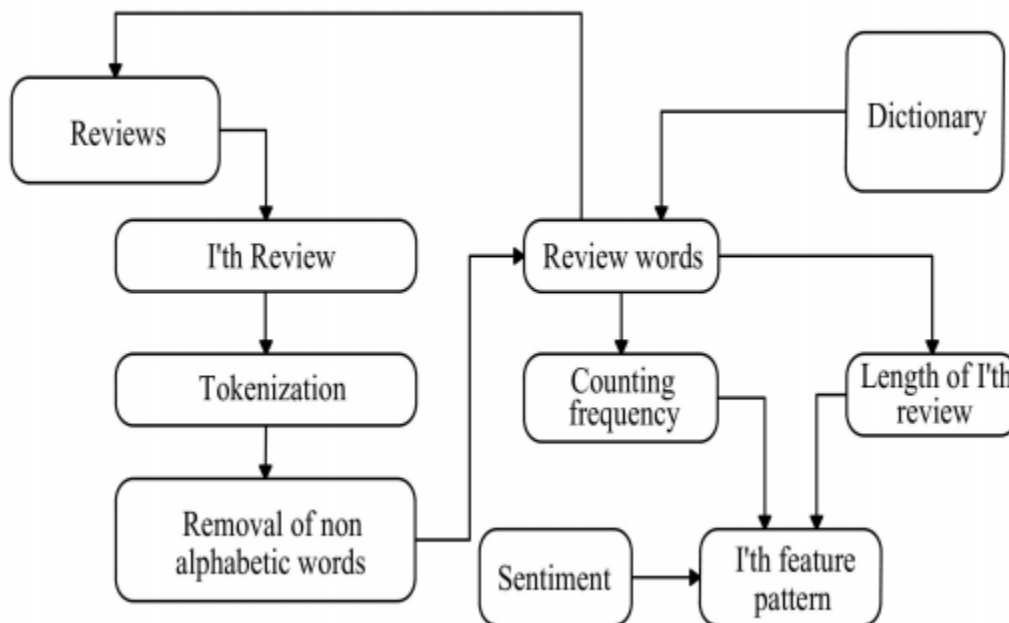 Reviews
Dictionary
I'th Review
Review words
Tokenization
Counting
frequency
Length of I'th
review
Removal of non
alphabetic words
Sentiment
I'th feature
pattern